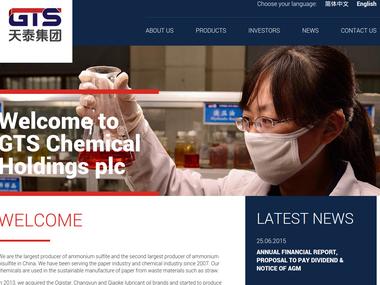 Choose your language: 简体中文 English
GTS
天泰集团
ABOUT US PRODUCTS INVESTORS NEWS CONTACT US
Welcome to
GTS Chemical
Holdings plc
WELCOME
We are the largest producer of ammonium sulfite and the second largest producer of ammonium
bisulfite in China. We have been serving the paper industry and chemical industry since 2007. Our
chemicals are used in the sustainable manufacture of paper from waste materials such as straw.
In 2013, we acquired the Oqistar, Changyun and Qiaoke lubricant oil Brands and started to produce
LATEST NEWS
25.06.2015
ANNUAL FINANCIAL REPORT,
PROPOSAL TO PAY DIVIDEND &
NOTICE OF AGM